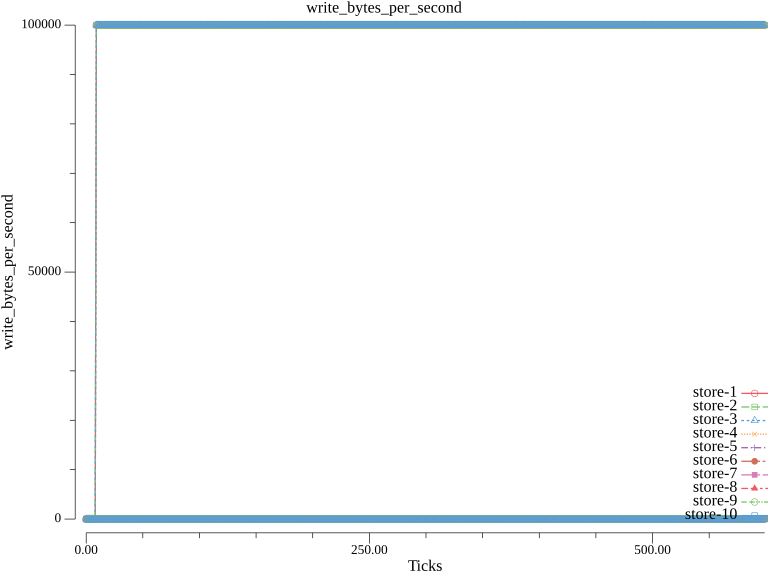 write_bytes_per_second
100000
50000
0
write_bytes_per_second
store-1
store-2
store-3
store-4
store-5
store-6
store-7
store-8
store-9
store-10
0.00
250.00
500.00
Ticks